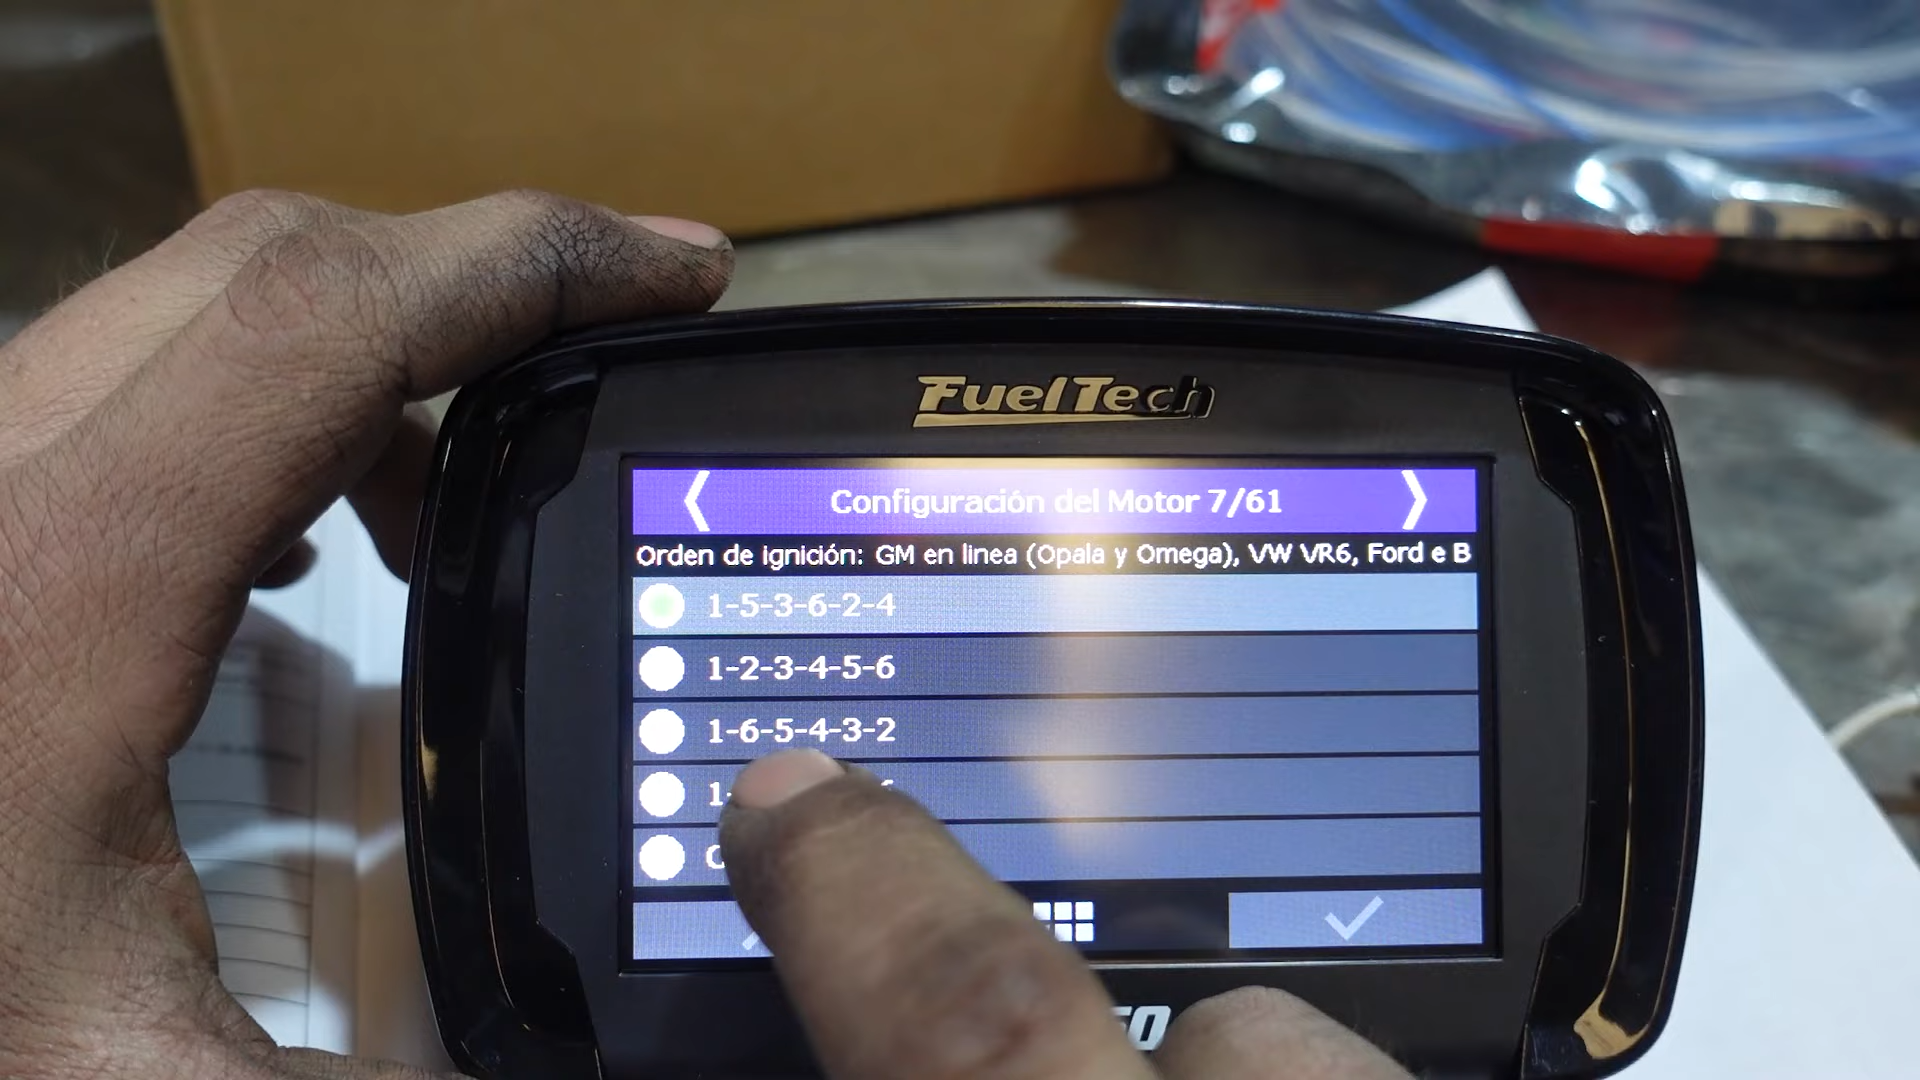 FuelTech
Configuración del Motor 7/61
Orden de ignición: GM en linea (Opala y Omega), VW VR6, Ford e B
1-5-3-6-2-4
1-2-3-4-5-6
1-6-5-4-3-2